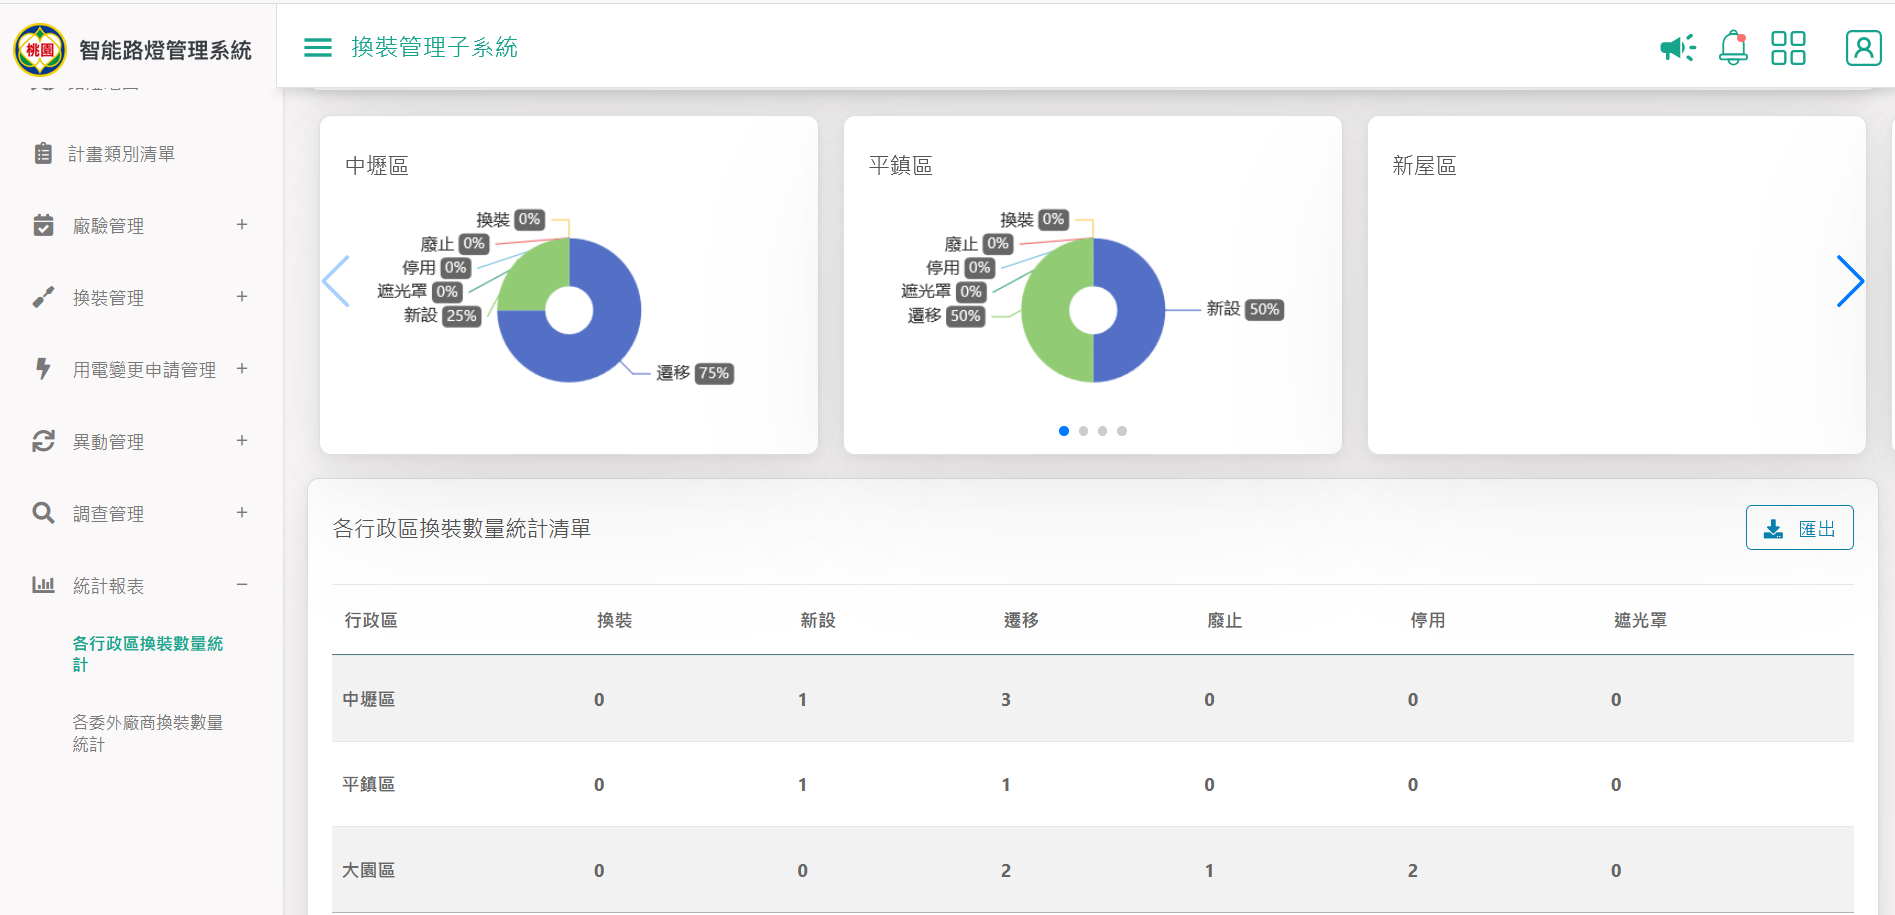 桃園
智能路燈管理系統
換裝管理子系統
計畫類別清單
廠驗管理 +
換裝管理 +
用電變更申請管理 +
異動管理 +
調查管理 +
統計報表 −
各行政區換裝數量統
計
各委外廠商換裝數量
統計
中壢區
換裝 0%
廢止 0%
停用 0%
遮光罩 0%
新設 25%
遷移 75%
平鎮區
換裝 0%
廢止 0%
停用 0%
遮光罩 0%
遷移 50%
新設 50%
新屋區
各行政區換裝數量統計清單
匯出
行政區 換裝 新設 遷移 廢止 停用 遮光罩
中壢區 0 1 3 0 0 0
平鎮區 0 1 1 0 0 0
大園區 0 0 2 1 2 0